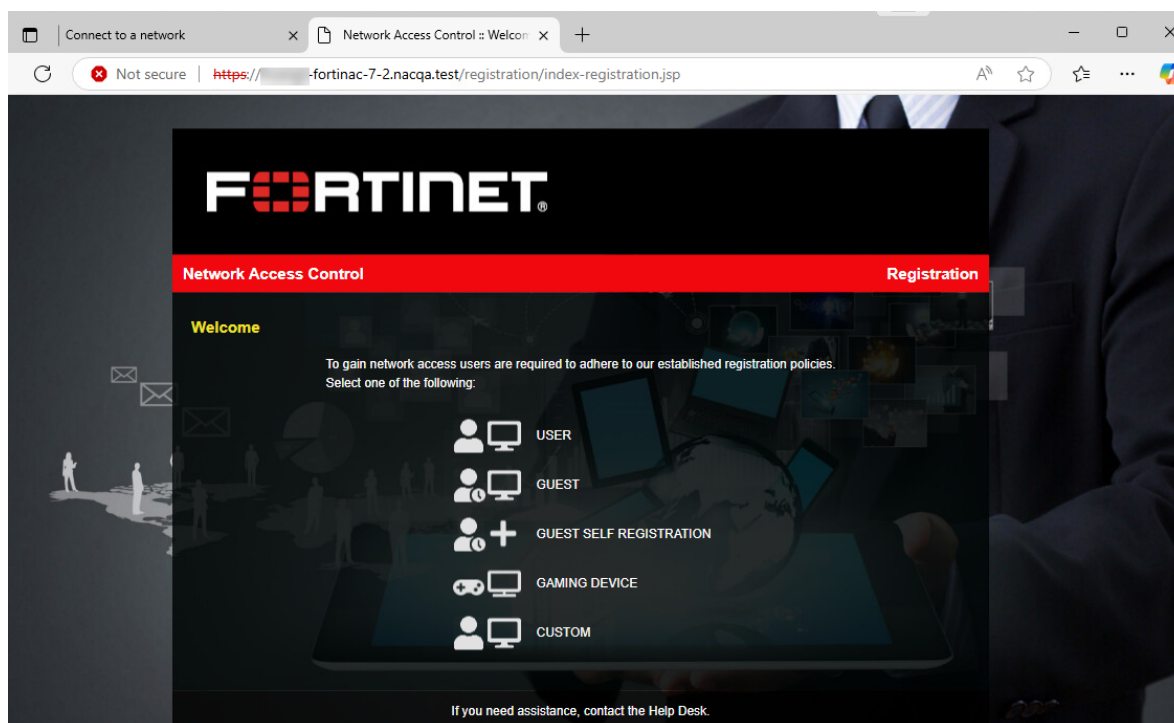 Connect to a network
Network Access Control :: Welcom
Not secure https:// -fortinac-7-2.nacqa.test/registration/index-registration.jsp
FORTINET®
Network Access Control Registration
Welcome
To gain network access users are required to adhere to our established registration policies.
Select one of the following:
USER
GUEST
GUEST SELF REGISTRATION
GAMING DEVICE
CUSTOM
If you need assistance, contact the Help Desk.